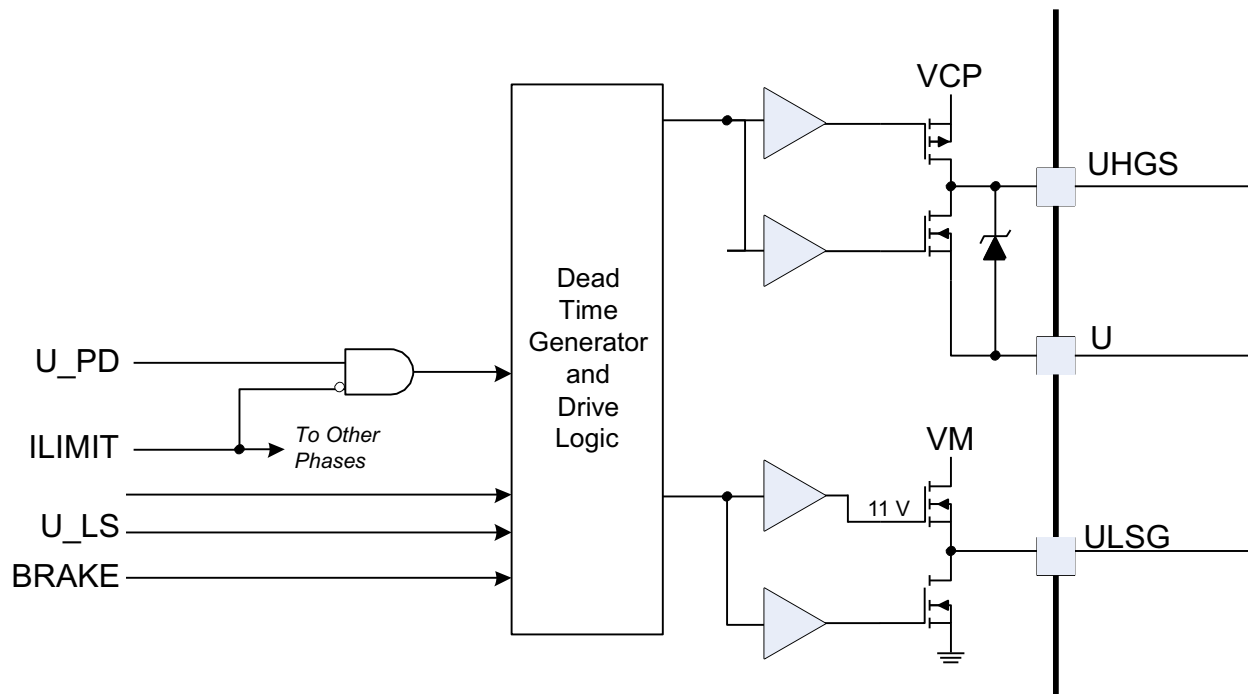 VCP
UHGS
Dead
Time
Generator
and
Drive
Logic
U_PD
U
ILIMIT
To Other
Phases
VM
11 V
U_LS
ULSG
BRAKE